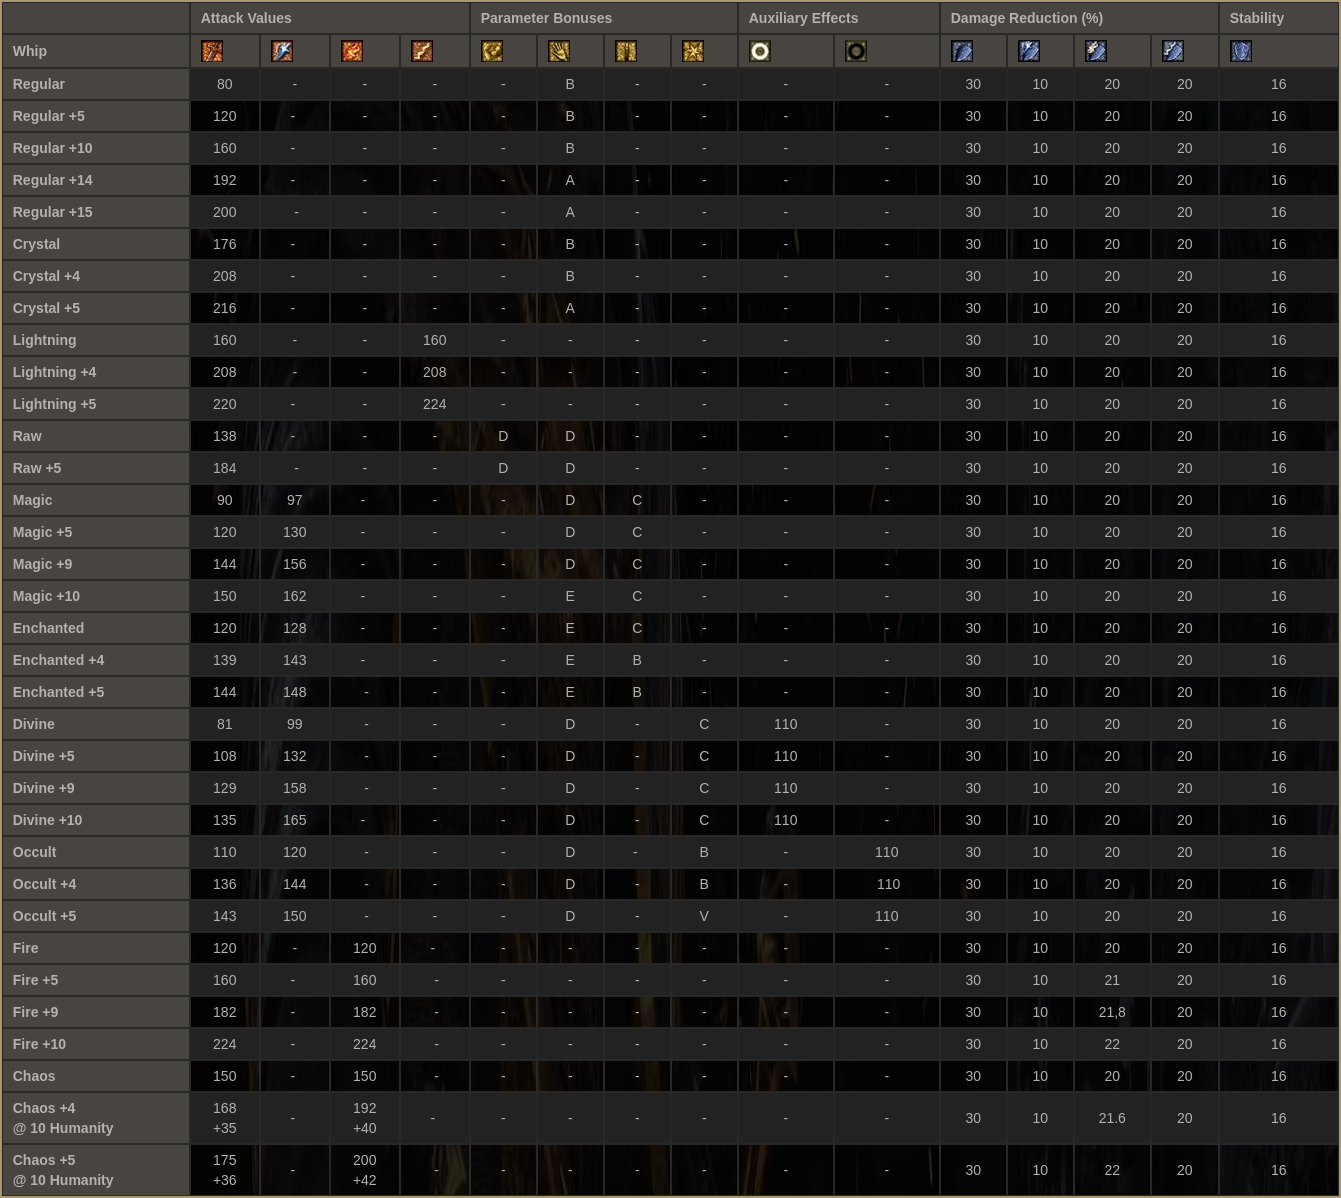 Attack Values Parameter Bonuses Auxiliary Effects Damage Reduction (%) Stability
Whip
Regular 80 - - - - B - - - - 30 10 20 20 16
Regular +5 120 - - - - B - - - - 30 10 20 20 16
Regular +10 160 - - - - B - - - - 30 10 20 20 16
Regular +14 192 - - - - A - - - - 30 10 20 20 16
Regular +15 200 - - - - A - - - - 30 10 20 20 16
Crystal 176 - - - - B - - - - 30 10 20 20 16
Crystal +4 208 - - - - B - - - - 30 10 20 20 16
Crystal +5 216 - - - - A - - - - 30 10 20 20 16
Lightning 160 - - 160 - - - - - - 30 10 20 20 16
Lightning +4 208 - - 208 - - - - - - 30 10 20 20 16
Lightning +5 220 - - 224 - - - - - - 30 10 20 20 16
Raw 138 - - - D D - - - - 30 10 20 20 16
Raw +5 184 - - - D D - - - - 30 10 20 20 16
Magic 90 97 - - - D C - - - 30 10 20 20 16
Magic +5 120 130 - - - D C - - - 30 10 20 20 16
Magic +9 144 156 - - - D C - - - 30 10 20 20 16
Magic +10 150 162 - - - E C - - - 30 10 20 20 16
Enchanted 120 128 - - - E C - - - 30 10 20 20 16
Enchanted +4 139 143 - - - E B - - - 30 10 20 20 16
Enchanted +5 144 148 - - - E B - - - 30 10 20 20 16
Divine 81 99 - - - D - C 110 - 30 10 20 20 16
Divine +5 108 132 - - - D - C 110 - 30 10 20 20 16
Divine +9 129 158 - - - D - C 110 - 30 10 20 20 16
Divine +10 135 165 - - - D - C 110 - 30 10 20 20 16
Occult 110 120 - - - D - B - 110 30 10 20 20 16
Occult +4 136 144 - - - D - B - 110 30 10 20 20 16
Occult +5 143 150 - - - D - V - 110 30 10 20 20 16
Fire 120 - 120 - - - - - - - 30 10 20 20 16
Fire +5 160 - 160 - - - - - - - 30 10 21 20 16
Fire +9 182 - 182 - - - - - - - 30 10 21,8 20 16
Fire +10 224 - 224 - - - - - - - 30 10 22 20 16
Chaos 150 - 150 - - - - - - - 30 10 20 20 16
Chaos +4 168 - 192 - - - - - - - 30 10 21.6 20 16
@ 10 Humanity +35 +40
Chaos +5 175 - 200 - - - - - - - 30 10 22 20 16
@ 10 Humanity +36 +42